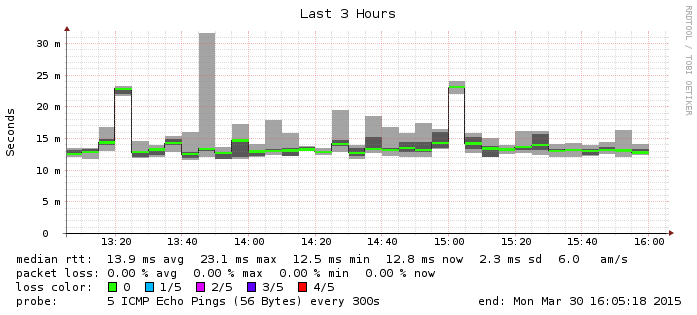 Last 3 Hours
RRDTOOL / TOBI OETIKER
Seconds
30 m
25 m
20 m
15 m
10 m
5 m
0
13:20 13:40 14:00 14:20 14:40 15:00 15:20 15:40 16:00
median rtt: 13.9 ms avg 23.1 ms max 12.5 ms min 12.8 ms now 2.3 ms sd 6.0 am/s
packet loss: 0.00 % avg 0.00 % max 0.00 % min 0.00 % now
loss color: 0 1/5 2/5 3/5 4/5
probe: 5 ICMP Echo Pings (56 Bytes) every 300s end: Mon Mar 30 16:05:18 2015